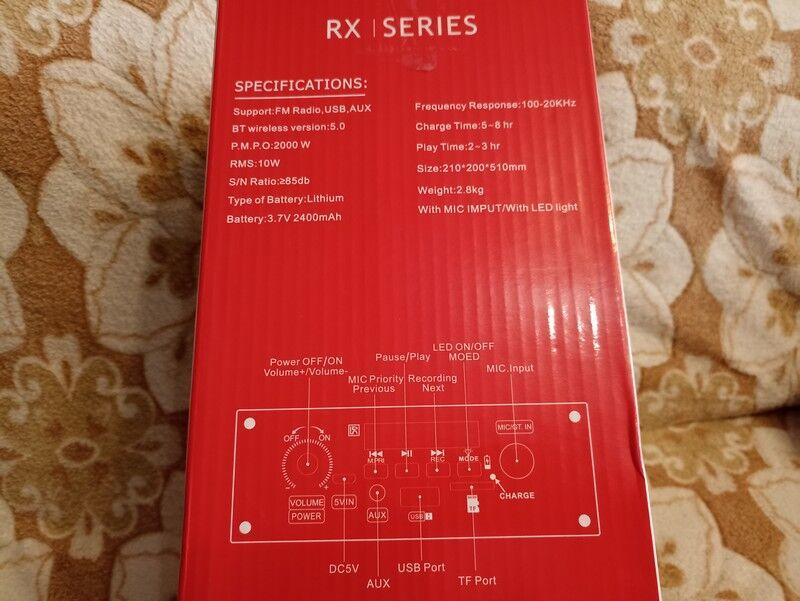 RX | SERIES
SPECIFICATIONS:
Support:FM Radio,USB,AUX
BT wireless version:5.0
P.M.P.O:2000 W
RMS:10W
S/N Ratio:≥85db
Type of Battery:Lithium
Battery:3.7V 2400mAh
Frequency Response:100-20KHz
Charge Time:5~8 hr
Play Time:2~3 hr
Size:210*200*510mm
Weight:2.8kg
With MIC IMPUT/With LED light
LED ON/OFF
MOED
Pause/Play
Power OFF/ON
Volume+/Volume-
MIC.Input
MIC Priority
Previous
Recording
Next
OFF
ON
M.PRI
REC
MODE
MIC/GT. IN
- +
VOLUME
POWER
5VIN
AUX
USB
TF
CHARGE
DC5V
AUX
USB Port
TF Port